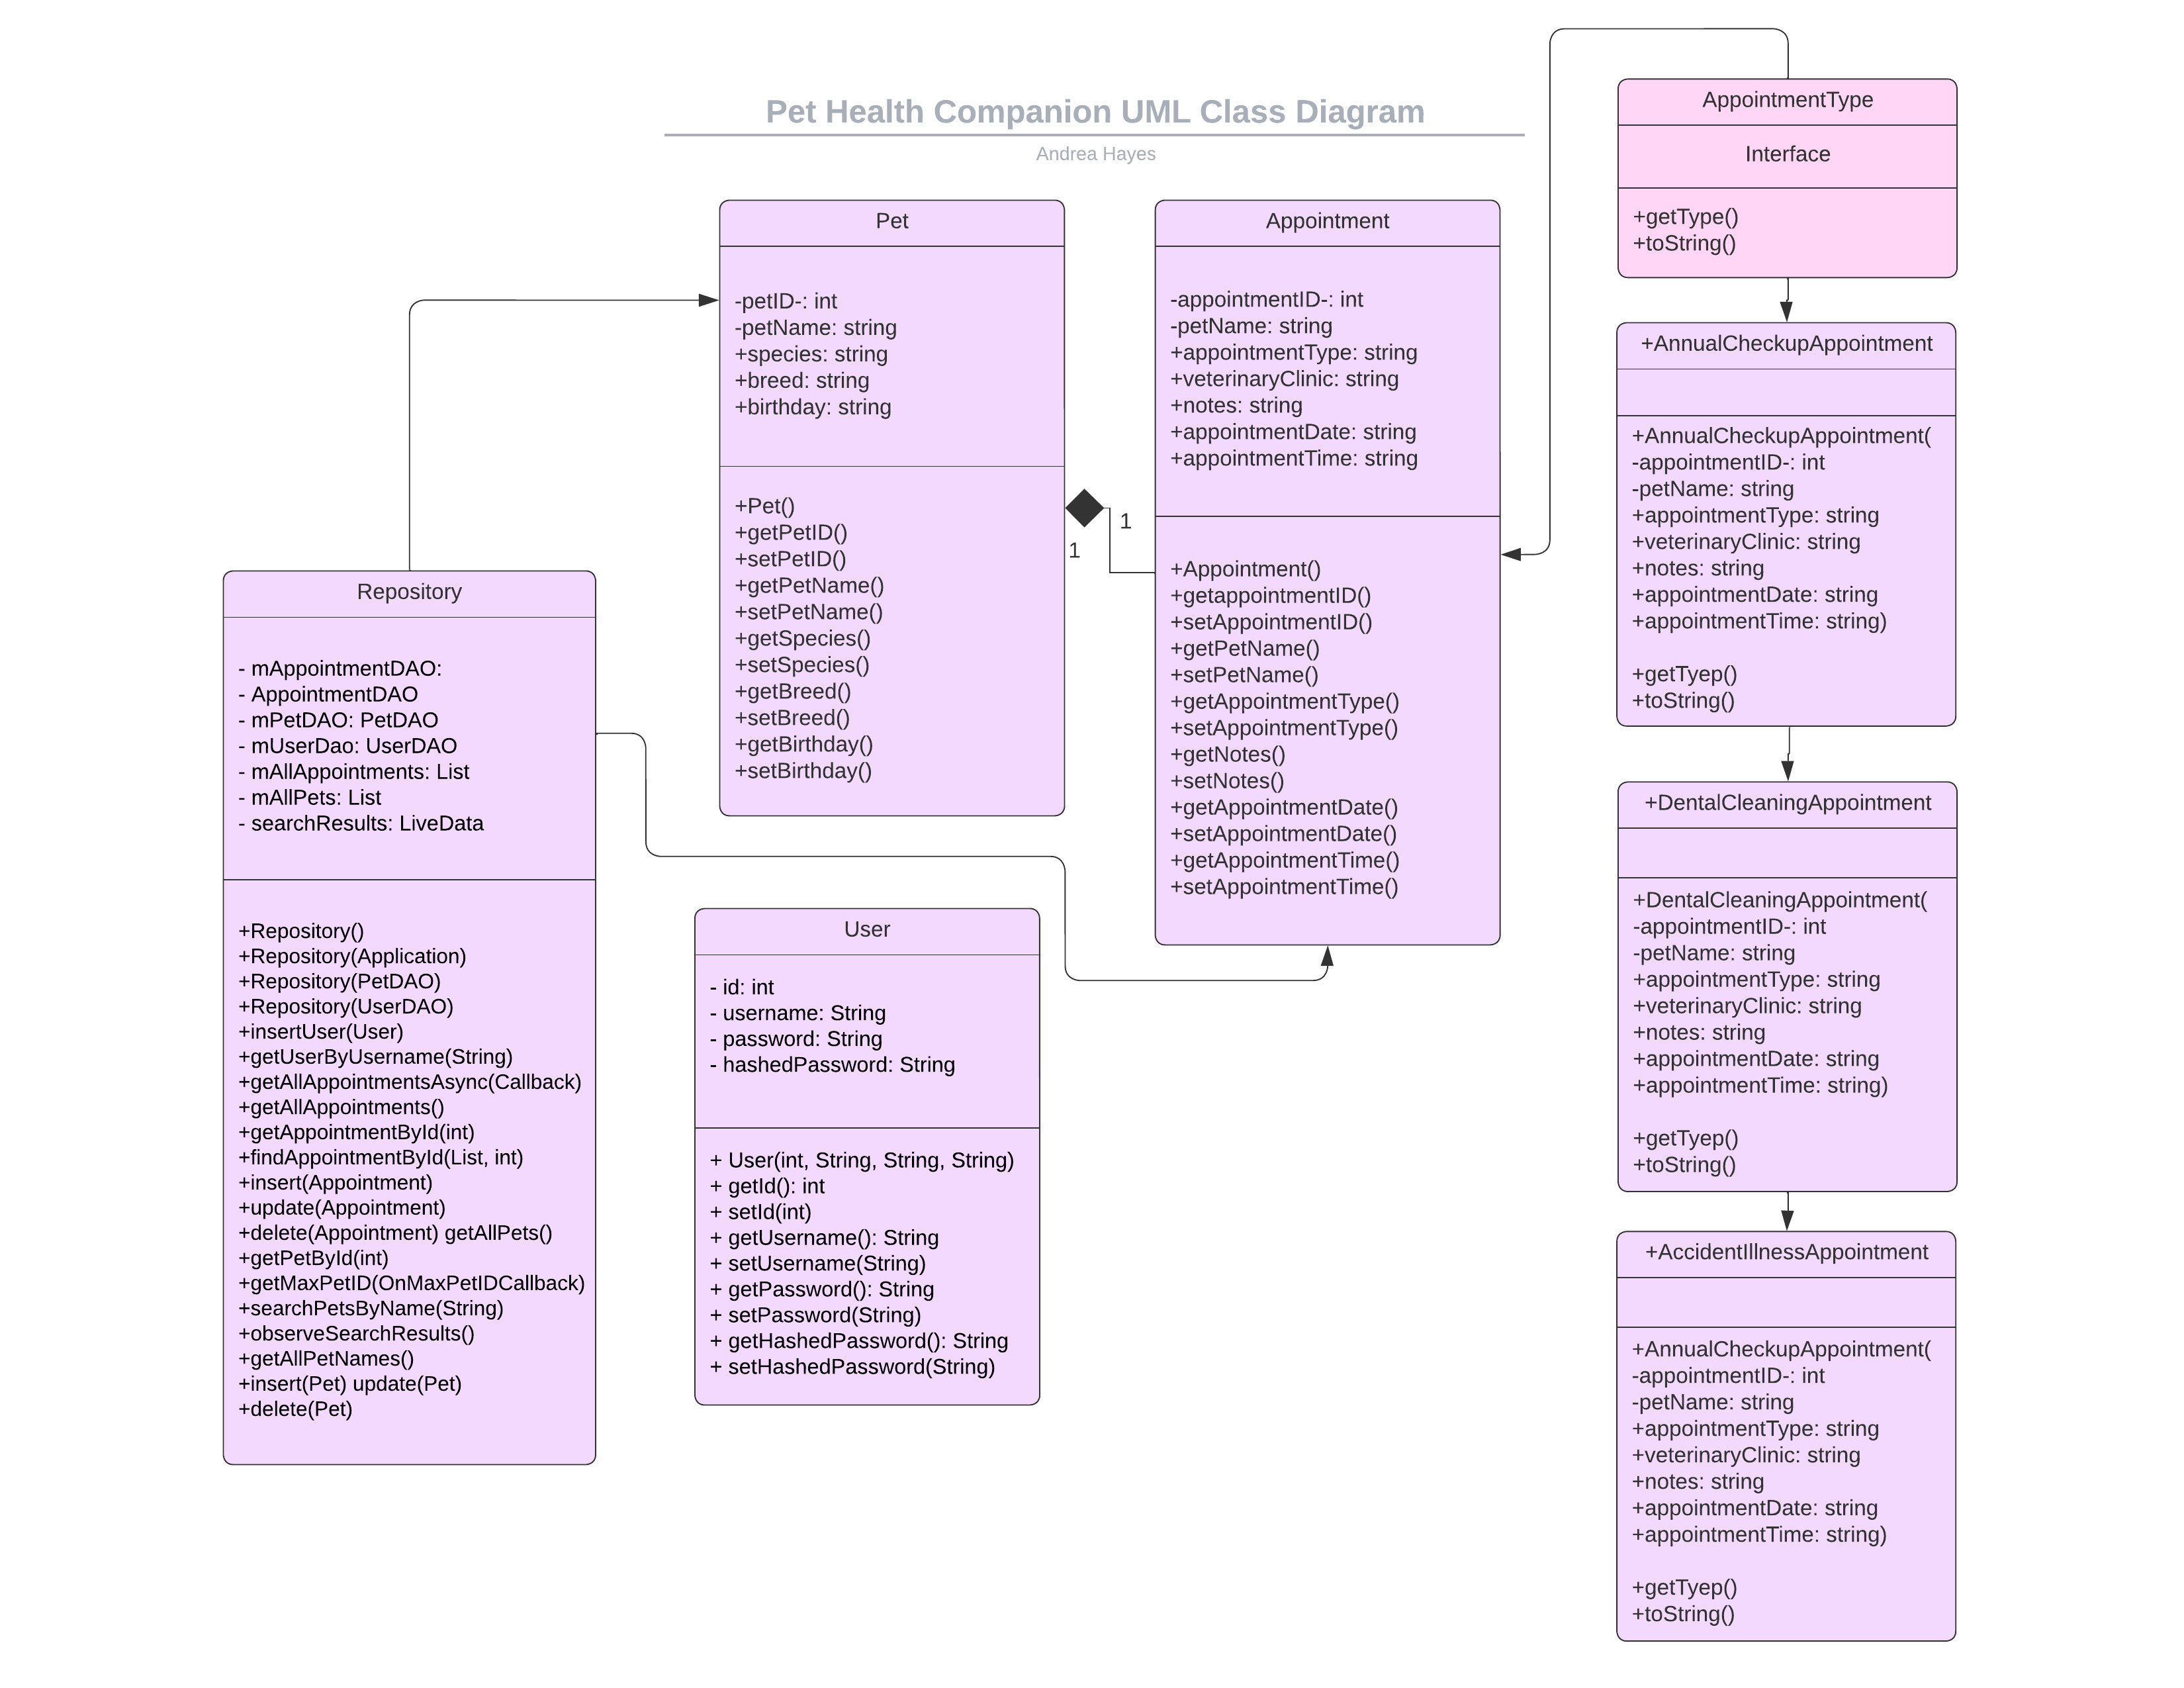 Pet Health Companion UML Class Diagram
Andrea Hayes
Repository
- mAppointmentDAO:
- AppointmentDAO
- mPetDAO: PetDAO
- mUserDao: UserDAO
- mAllAppointments: List
- mAllPets: List
- searchResults: LiveData
+Repository()
+Repository(Application)
+Repository(PetDAO)
+Repository(UserDAO)
+insertUser(User)
+getUserByUsername(String)
+getAllAppointmentsAsync(Callback)
+getAllAppointments()
+getAppointmentById(int)
+findAppointmentById(List, int)
+insert(Appointment)
+update(Appointment)
+delete(Appointment) getAllPets()
+getPetById(int)
+getMaxPetID(OnMaxPetIDCallback)
+searchPetsByName(String)
+observeSearchResults()
+getAllPetNames()
+insert(Pet) update(Pet)
+delete(Pet)
Pet
-petID-: int
-petName: string
+species: string
+breed: string
+birthday: string
+Pet()
+getPetID()
+setPetID()
+getPetName()
+setPetName()
+getSpecies()
+setSpecies()
+getBreed()
+setBreed()
+getBirthday()
+setBirthday()
1
1
User
- id: int
- username: String
- password: String
- hashedPassword: String
+ User(int, String, String, String)
+ getId(): int
+ setId(int)
+ getUsername(): String
+ setUsername(String)
+ getPassword(): String
+ setPassword(String)
+ getHashedPassword(): String
+ setHashedPassword(String)
Appointment
-appointmentID-: int
-petName: string
+appointmentType: string
+veterinaryClinic: string
+notes: string
+appointmentDate: string
+appointmentTime: string
+Appointment()
+getappointmentID()
+setAppointmentID()
+getPetName()
+setPetName()
+getAppointmentType()
+setAppointmentType()
+getNotes()
+setNotes()
+getAppointmentDate()
+setAppointmentDate()
+getAppointmentTime()
+setAppointmentTime()
AppointmentType
Interface
+getType()
+toString()
+AnnualCheckupAppointment
+AnnualCheckupAppointment(
-appointmentID-: int
-petName: string
+appointmentType: string
+veterinaryClinic: string
+notes: string
+appointmentDate: string
+appointmentTime: string)
+getTyep()
+toString()
+DentalCleaningAppointment
+DentalCleaningAppointment(
-appointmentID-: int
-petName: string
+appointmentType: string
+veterinaryClinic: string
+notes: string
+appointmentDate: string
+appointmentTime: string)
+getTyep()
+toString()
+AccidentIllnessAppointment
+AnnualCheckupAppointment(
-appointmentID-: int
-petName: string
+appointmentType: string
+veterinaryClinic: string
+notes: string
+appointmentDate: string
+appointmentTime: string)
+getTyep()
+toString()